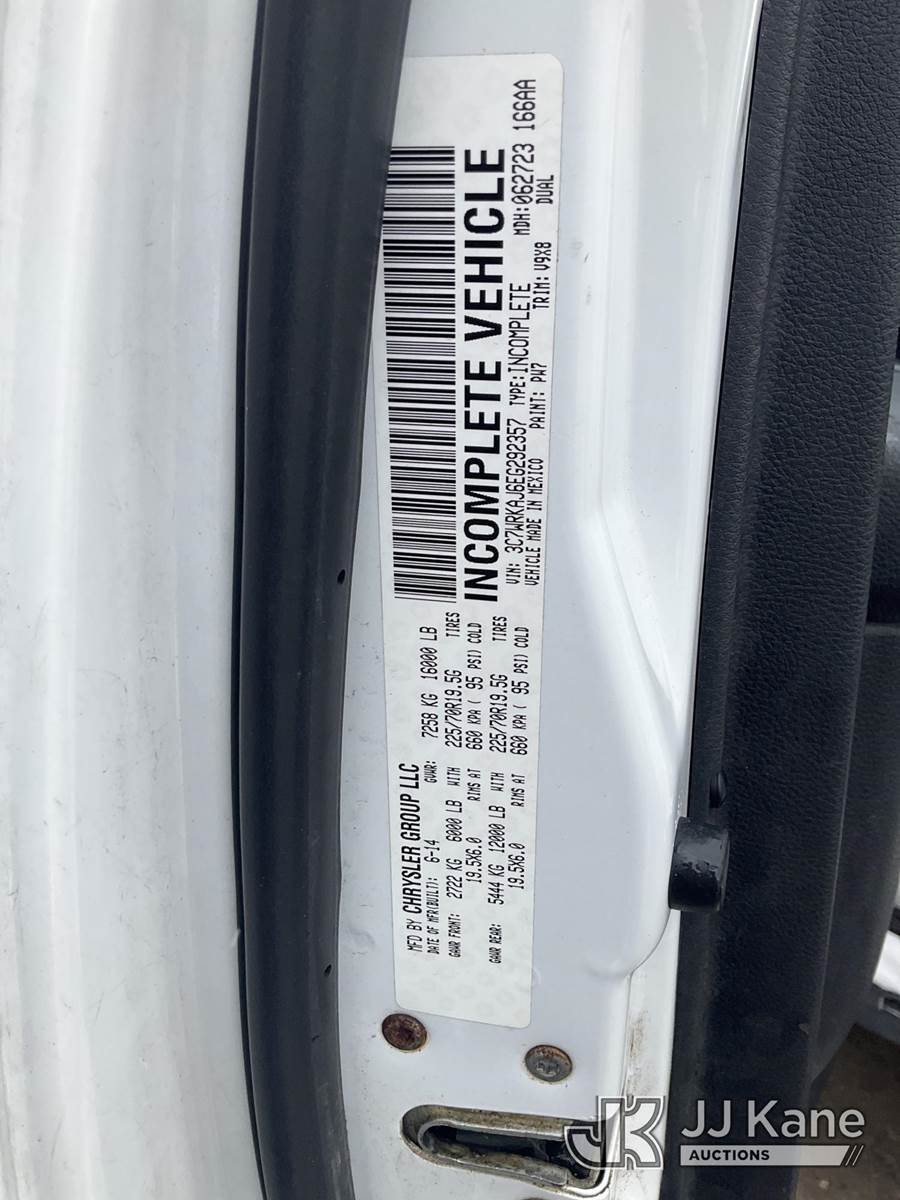 MFD BY CHRYSLER GROUP LLC
DATE OF MFR(BUILT): 6-14 GVWR: 7258 KG 16000 LB
GAWR FRONT: 2722 KG 6000 LB WITH 225/70R19.5G TIRES
19.5X6.0 RIMS AT 660 KPA ( 95 PSI) COLD
GAWR REAR: 5444 KG 12000 LB WITH 225/70R19.5G TIRES
19.5X6.0 RIMS AT 660 KPA ( 95 PSI) COLD
INCOMPLETE VEHICLE
VIN: 3C7WRKAJ6EG292357 TYPE:INCOMPLETE MDH:062723 166AA
VEHICLE MADE IN MEXICO PAINT: PW7 TRIM: V9X8 DUAL
JK JJ Kane
AUCTIONS